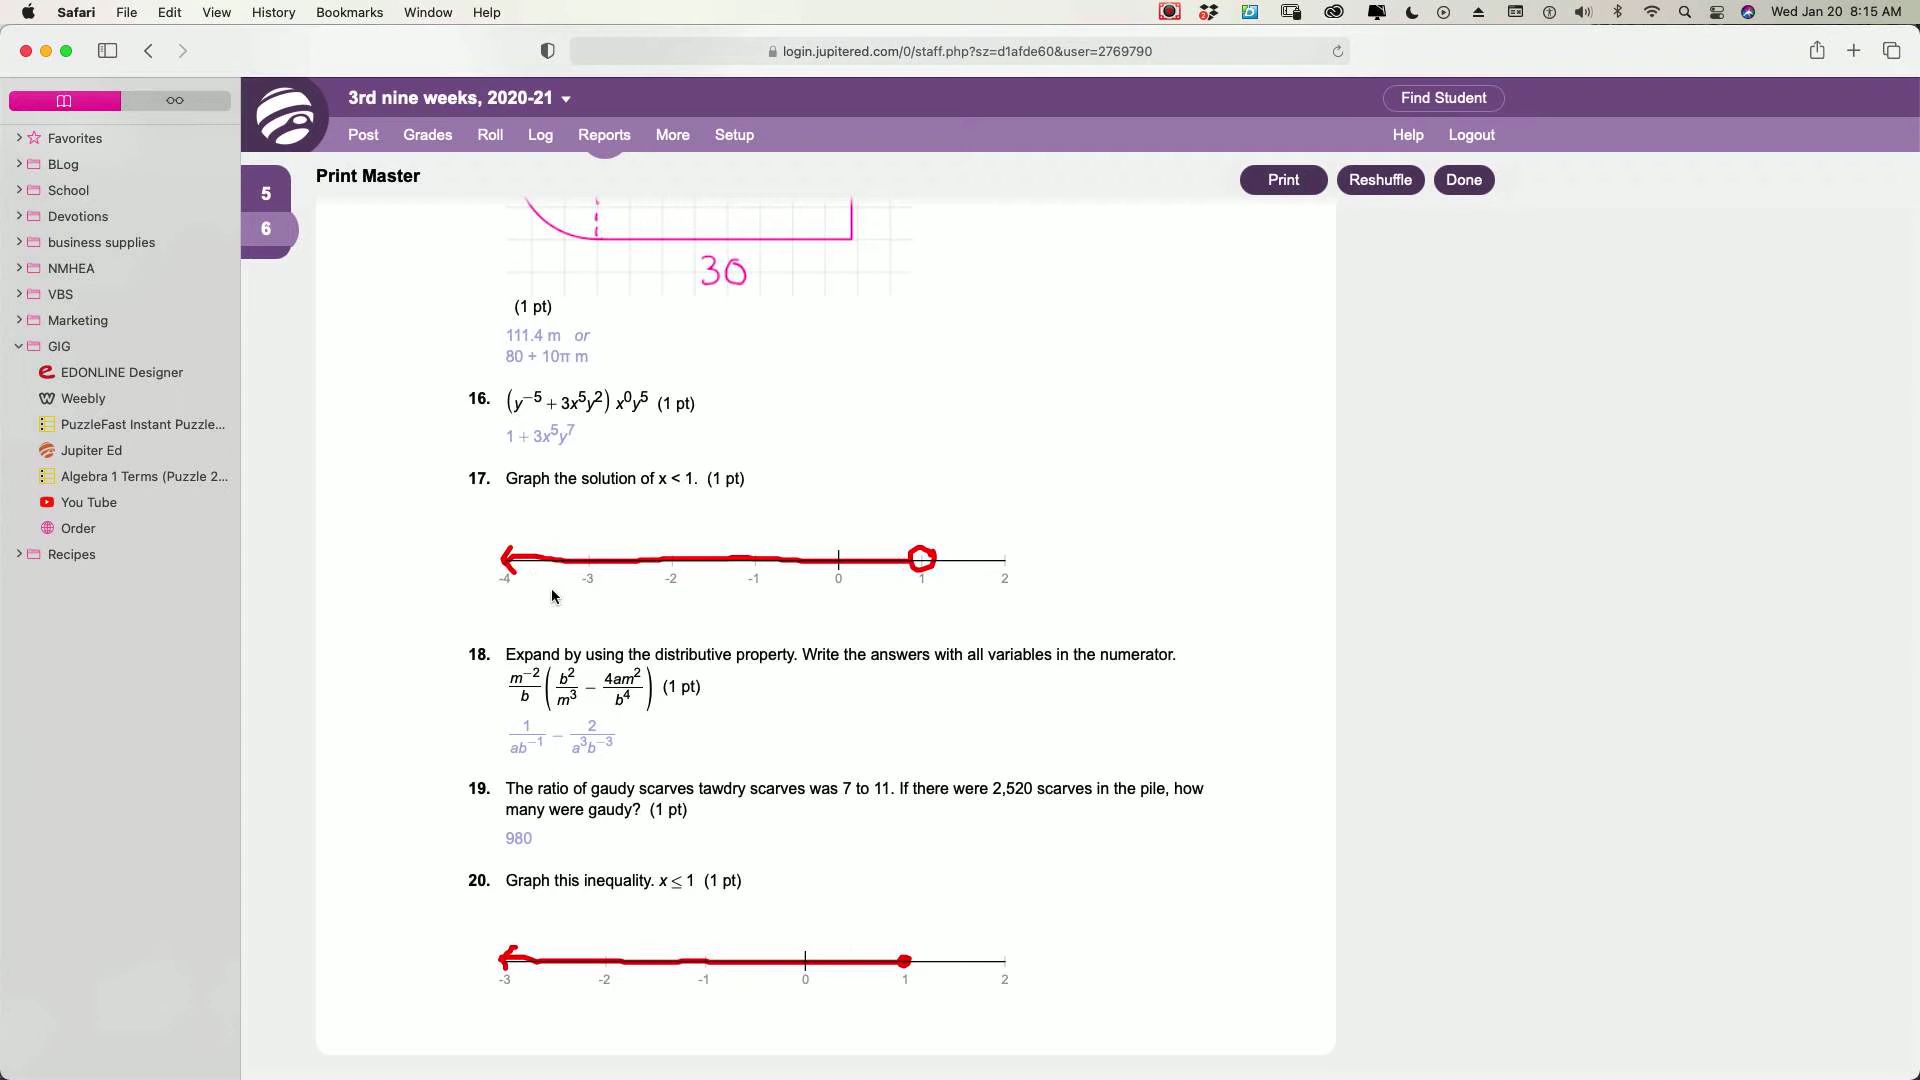 Safari File Edit View History Bookmarks Window Help
Wed Jan 20 8:15 AM
login.jupitered.com/0/staff.php?sz=d1afde60&user=2769790
3rd nine weeks, 2020-21
Find Student
Post Grades Roll Log Reports More Setup
Help Logout
Favorites
BLog
School
Devotions
business supplies
NMHEA
VBS
Marketing
GIG
EDONLINE Designer
Weebly
PuzzleFast Instant Puzzle...
Jupiter Ed
Algebra 1 Terms (Puzzle 2...
You Tube
Order
Recipes
5
6
Print Master
Print Reshuffle Done
30
(1 pt)
111.4 m or
80 + 10π m
16. (y⁻⁵ + 3x⁵y²) x⁰y⁵ (1 pt)
1 + 3x⁵y⁷
17. Graph the solution of x < 1. (1 pt)
-4 -3 -2 -1 0 1 2
18. Expand by using the distributive property. Write the answers with all variables in the numerator.
m⁻²/b (b²/m³ − 4am²/b⁴) (1 pt)
1/ab⁻¹ − 2/a³b⁻³
19. The ratio of gaudy scarves tawdry scarves was 7 to 11. If there were 2,520 scarves in the pile, how
many were gaudy? (1 pt)
980
20. Graph this inequality. x ≤ 1 (1 pt)
-3 -2 -1 0 1 2